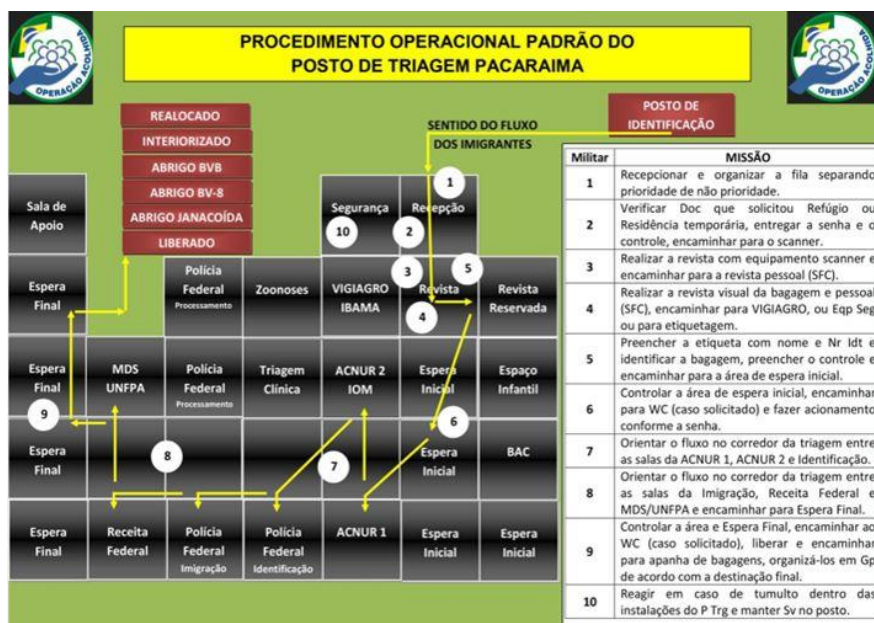 OPERAÇÃO ACOLHIDA
PROCEDIMENTO OPERACIONAL PADRÃO DO
POSTO DE TRIAGEM PACARAIMA
OPERAÇÃO ACOLHIDA
REALOCADO
INTERIORIZADO
ABRIGO BVB
ABRIGO BV-8
ABRIGO JANACOÍDA
LIBERADO
SENTIDO DO FLUXO
DOS IMIGRANTES
POSTO DE
IDENTIFICAÇÃO
Sala de
Apoio
Segurança
10
Recepção
1
2
Espera
Final
Polícia
Federal
Processamento
Zoonoses
VIGIAGRO
IBAMA
3
Revista
4
5
Revista
Reservada
Espera
Final
MDS
UNFPA
Polícia
Federal
Processamento
Triagem
Clínica
ACNUR 2
IOM
Espera
Inicial
Espaço
Infantil
9
Espera
Final
8
7
6
Espera
Inicial
BAC
Espera
Final
Receita
Federal
Polícia
Federal
Imigração
Polícia
Federal
Identificação
ACNUR 1
Espera
Inicial
Espera
Inicial
Militar MISSÃO
1 Recepcionar e organizar a fila separando
prioridade de não prioridade.
2 Verificar Doc que solicitou Refúgio ou
Residência temporária, entregar a senha e o
controle, encaminhar para o scanner.
3 Realizar a revista com equipamento scanner e
encaminhar para a revista pessoal (SFC).
4 Realizar a revista visual da bagagem e pessoal
(SFC), encaminhar para VIGIAGRO, ou Eqp Seg
ou para etiquetagem.
5 Preencher a etiqueta com nome e Nr Idt e
identificar a bagagem, preencher o controle e
encaminhar para a área de espera inicial.
6 Controlar a área de espera inicial, encaminhar
para WC (caso solicitado) e fazer acionamento
conforme a senha.
7 Orientar o fluxo no corredor da triagem entre
as salas da ACNUR 1, ACNUR 2 e Identificação.
8 Orientar o fluxo no corredor da triagem entre
as salas da Imigração, Receita Federal e
MDS/UNFPA e encaminhar para Espera Final.
9 Controlar a área e Espera Final, encaminhar ao
WC (caso solicitado), liberar e encaminhar
para apanha de bagagens, organizá-los em Gp
de acordo com a destinação final.
10 Reagir em caso de tumulto dentro das
instalações do P Trg e manter Sv no posto.